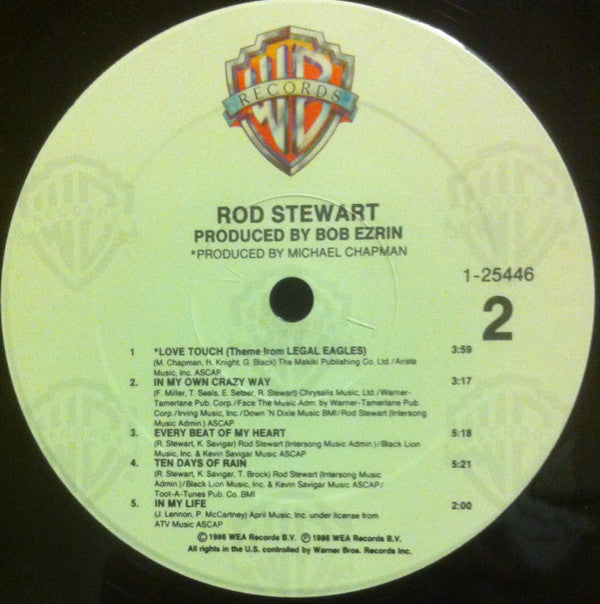 WB
RECORDS
ROD STEWART
PRODUCED BY BOB EZRIN
*PRODUCED BY MICHAEL CHAPMAN
1-25446
2
1 *LOVE TOUCH (Theme from LEGAL EAGLES) 3:59
(M. Chapman, H. Knight, G. Black) The Makiki Publishing Co. Ltd./Arista
Music, Inc. ASCAP
2. IN MY OWN CRAZY WAY 3:17
(F. Miller, T. Seals, E. Setser, R. Stewart) Chrysalis Music, Ltd./Warner-
Tamerlane Pub. Corp./Face The Music Adm. by Warner-Tamerlane Pub.
Corp./Irving Music, Inc./Down 'N Dixie Music BMI/Rod Stewart (Intersong
Music Admin.) ASCAP
3. EVERY BEAT OF MY HEART 5:18
(R. Stewart, K. Savigar) Rod Stewart (Intersong Music Admin.)/Black Lion
Music, Inc. & Kevin Savigar Music ASCAP
4. TEN DAYS OF RAIN 5:21
(R. Stewart, K. Savigar, T. Brock) Rod Stewart (Intersong Music
Admin.)/Black Lion Music, Inc. & Kevin Savigar Music ASCAP/
Toot-A-Tunes Pub. Co. BMI
5. IN MY LIFE 2:00
(J. Lennon, P. McCartney) April Music, Inc. under license from
ATV Music ASCAP
© 1986 WEA Records B.V. ℗ 1986 WEA Records B.V.
All rights in the U.S. controlled by Warner Bros. Records Inc.